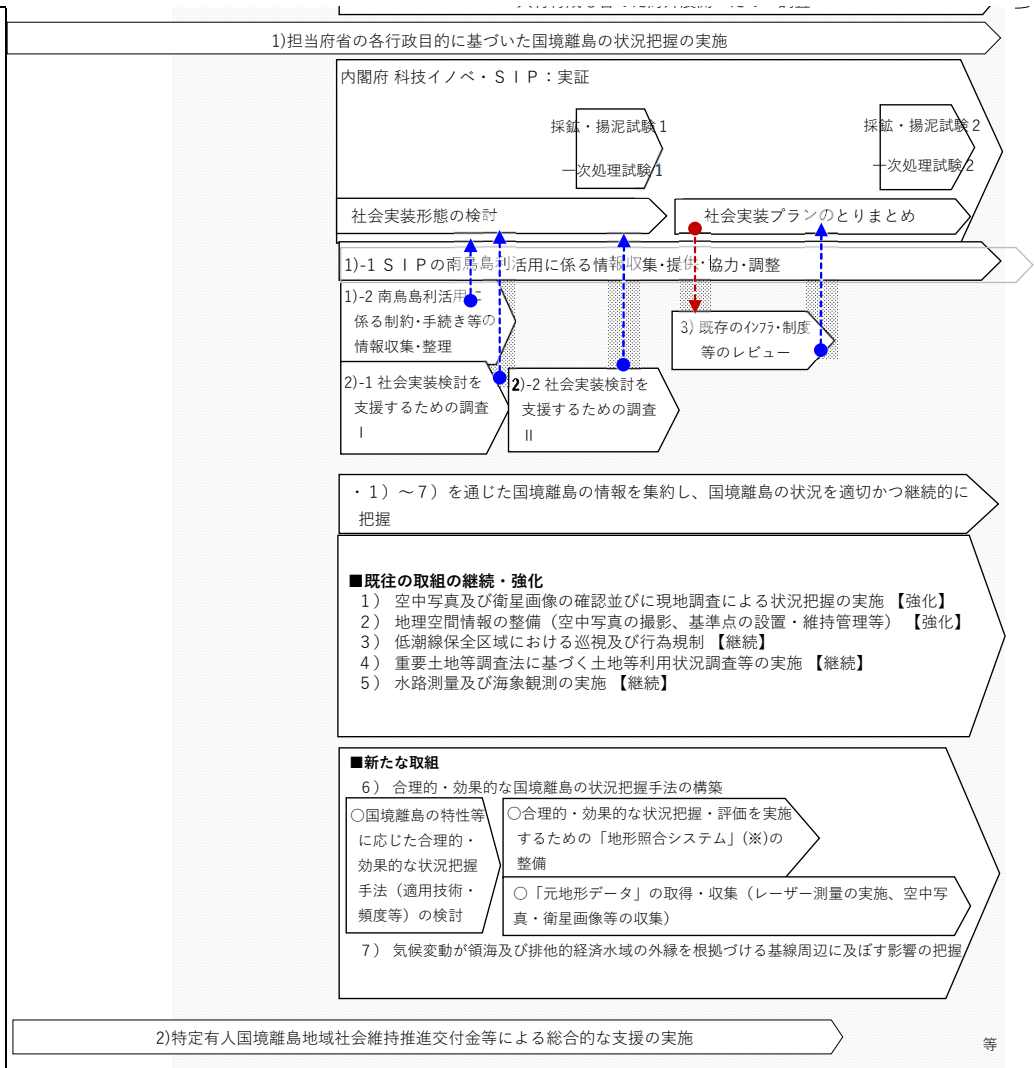 1)担当府省の各行政目的に基づいた国境離島の状況把握の実施
内閣府 科技イノベ・ＳＩＰ：実証
採鉱・揚泥試験１
採鉱・揚泥試験２
一次処理試験１
一次処理試験２
社会実装形態の検討
社会実装プランのとりまとめ
1)-1 ＳＩＰの南鳥島利活用に係る情報収集・提供・協力・調整
1)-2 南鳥島利活用に
係る制約・手続き等の
情報収集・整理
3) 既存のｲﾝﾌﾗ・制度
等のレビュー
2)-1 社会実装検討を
支援するための調査
Ⅰ
2)-2 社会実装検討を
支援するための調査
Ⅱ
・１）～７）を通じた国境離島の情報を集約し、国境離島の状況を適切かつ継続的に
把握
■既往の取組の継続・強化
１） 空中写真及び衛星画像の確認並びに現地調査による状況把握の実施 【強化】
２） 地理空間情報の整備（空中写真の撮影、基準点の設置・維持管理等） 【強化】
３） 低潮線保全区域における巡視及び行為規制 【継続】
４） 重要土地等調査法に基づく土地等利用状況調査等の実施 【継続】
５） 水路測量及び海象観測の実施 【継続】
■新たな取組
６） 合理的・効果的な国境離島の状況把握手法の構築
○国境離島の特性等
に応じた合理的・
効果的な状況把握
手法（適用技術・
頻度等）の検討
○合理的・効果的な状況把握・評価を実施
するための「地形照合システム」(※)の
整備
○「元地形データ」の取得・収集（レーザー測量の実施、空中写
真・衛星画像等の収集）
７） 気候変動が領海及び排他的経済水域の外縁を根拠づける基線周辺に及ぼす影響の把握
2)特定有人国境離島地域社会維持推進交付金等による総合的な支援の実施
等